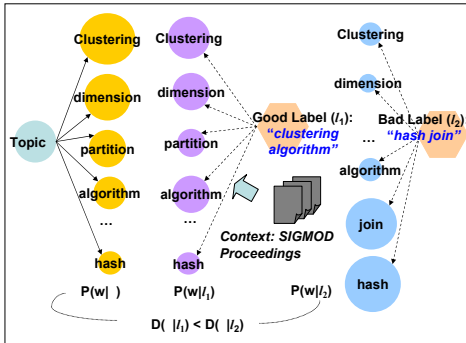 Topic
Clustering
dimension
partition
algorithm
…
hash
P(w| )
Clustering
dimension
partition
algorithm
…
hash
P(w|l₁)
Good Label (l₁):
“clustering
algorithm”
Context: SIGMOD
Proceedings
Clustering
dimension
…
algorithm
join
hash
P(w|l₂)
Bad Label (l₂):
“hash join”
D( |l₁) < D( |l₂)